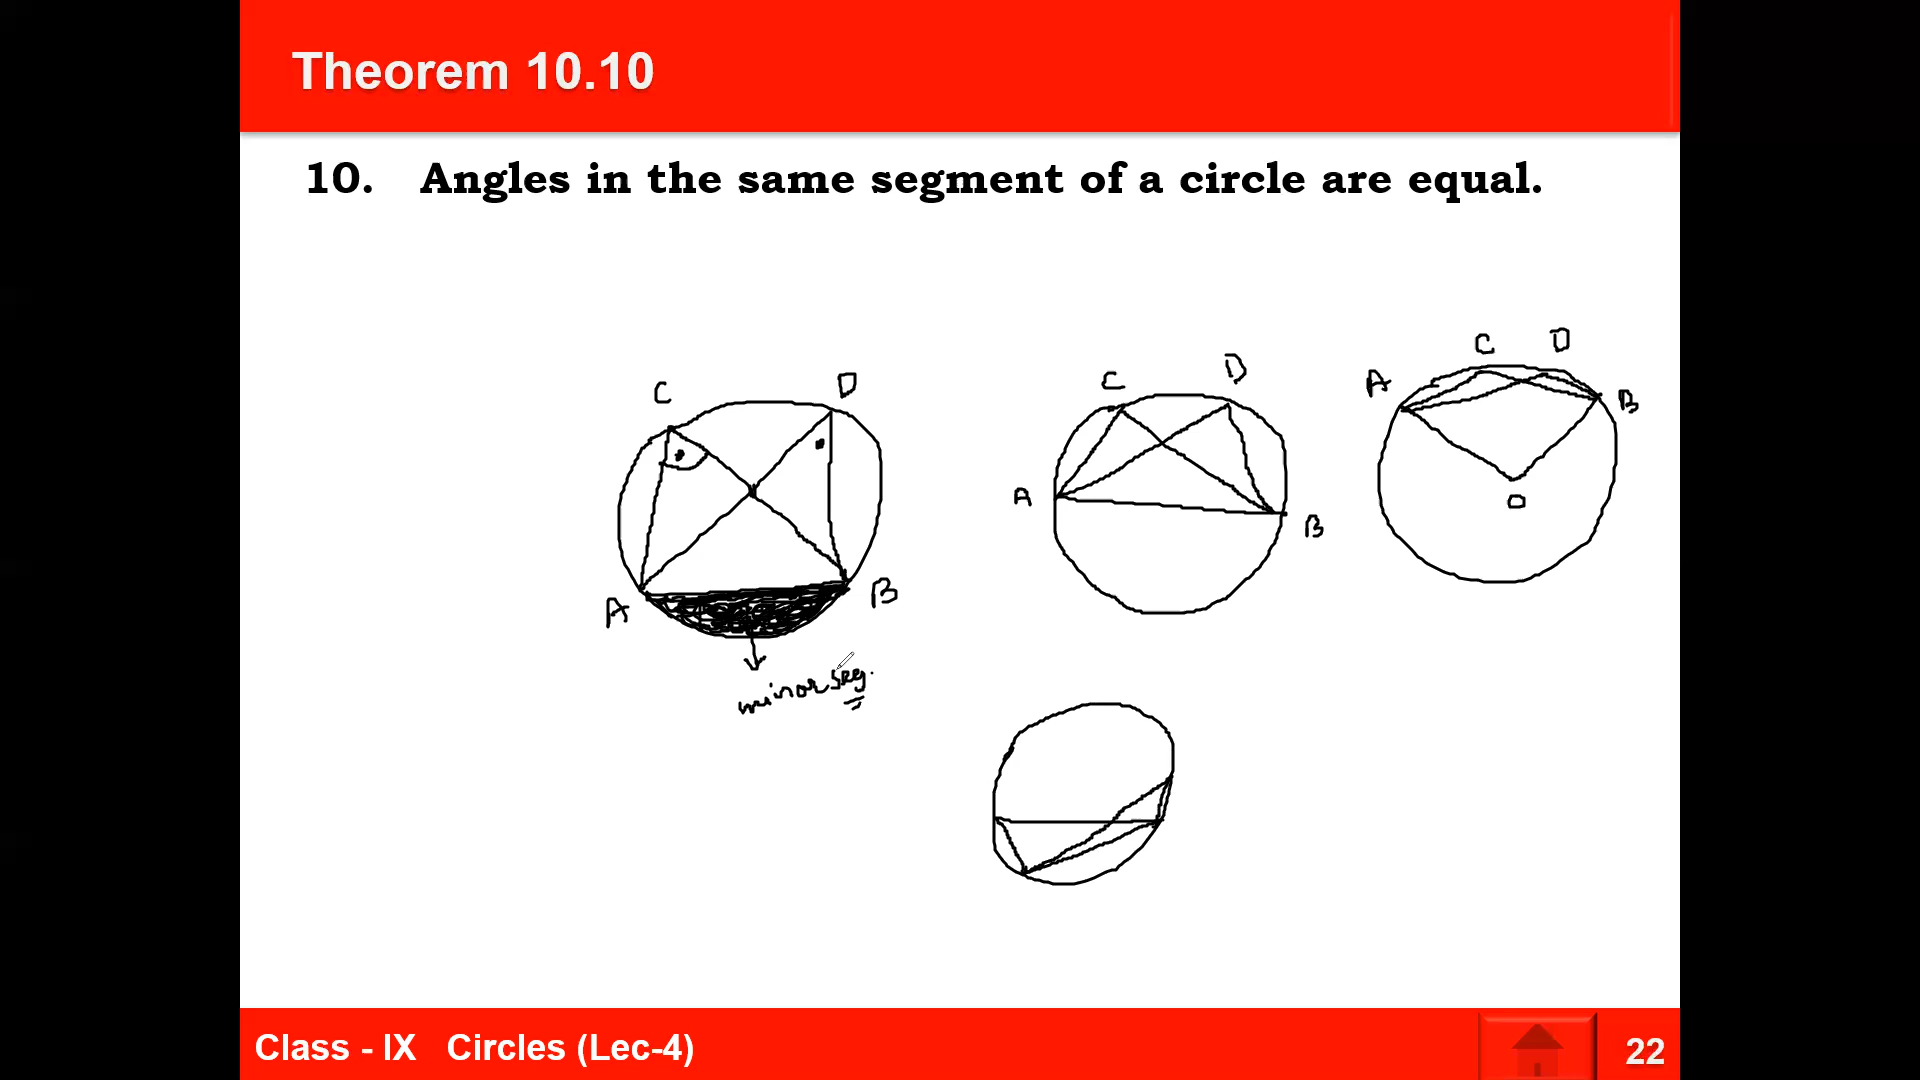 Theorem 10.10
10. Angles in the same segment of a circle are equal.
C D
A B
minor seg.
C D
A B
C D
A B
O
Class - IX Circles (Lec-4)
22